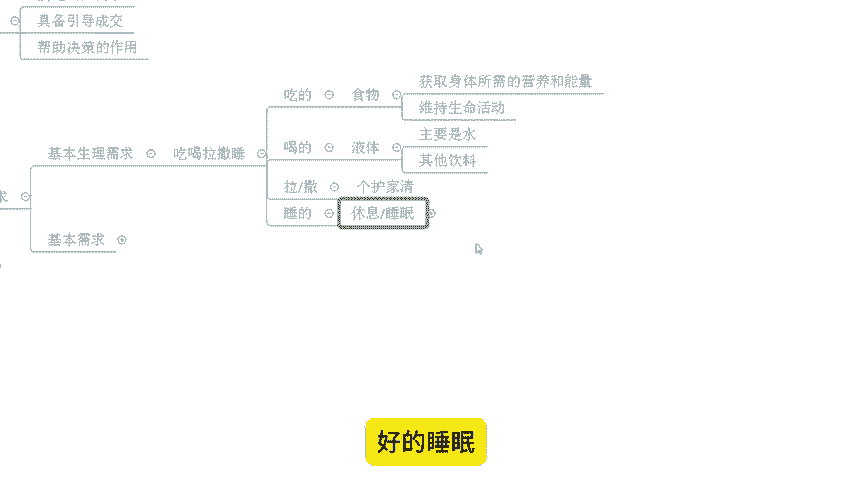 具备引导成交
帮助决策的作用
获取身体所需的营养和能量
吃的
食物
维持生命活动
主要是水
基本生理需求
吃喝拉撒睡
喝的
液体
其他饮料
拉/撒
个护家清
求
睡的
休息/睡眠
基本需求
好的睡眠